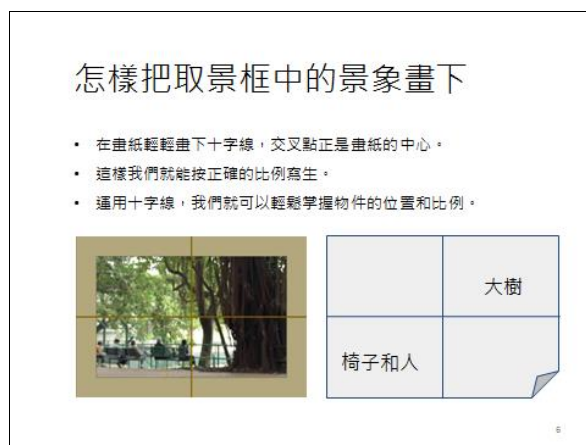 怎樣把取景框中的景象畫下
• 在畫紙輕輕畫下十字線，交叉點正是畫紙的中心。
• 這樣我們就能按正確的比例寫生。
• 運用十字線，我們就可以輕鬆掌握物件的位置和比例。
大樹
椅子和人
6